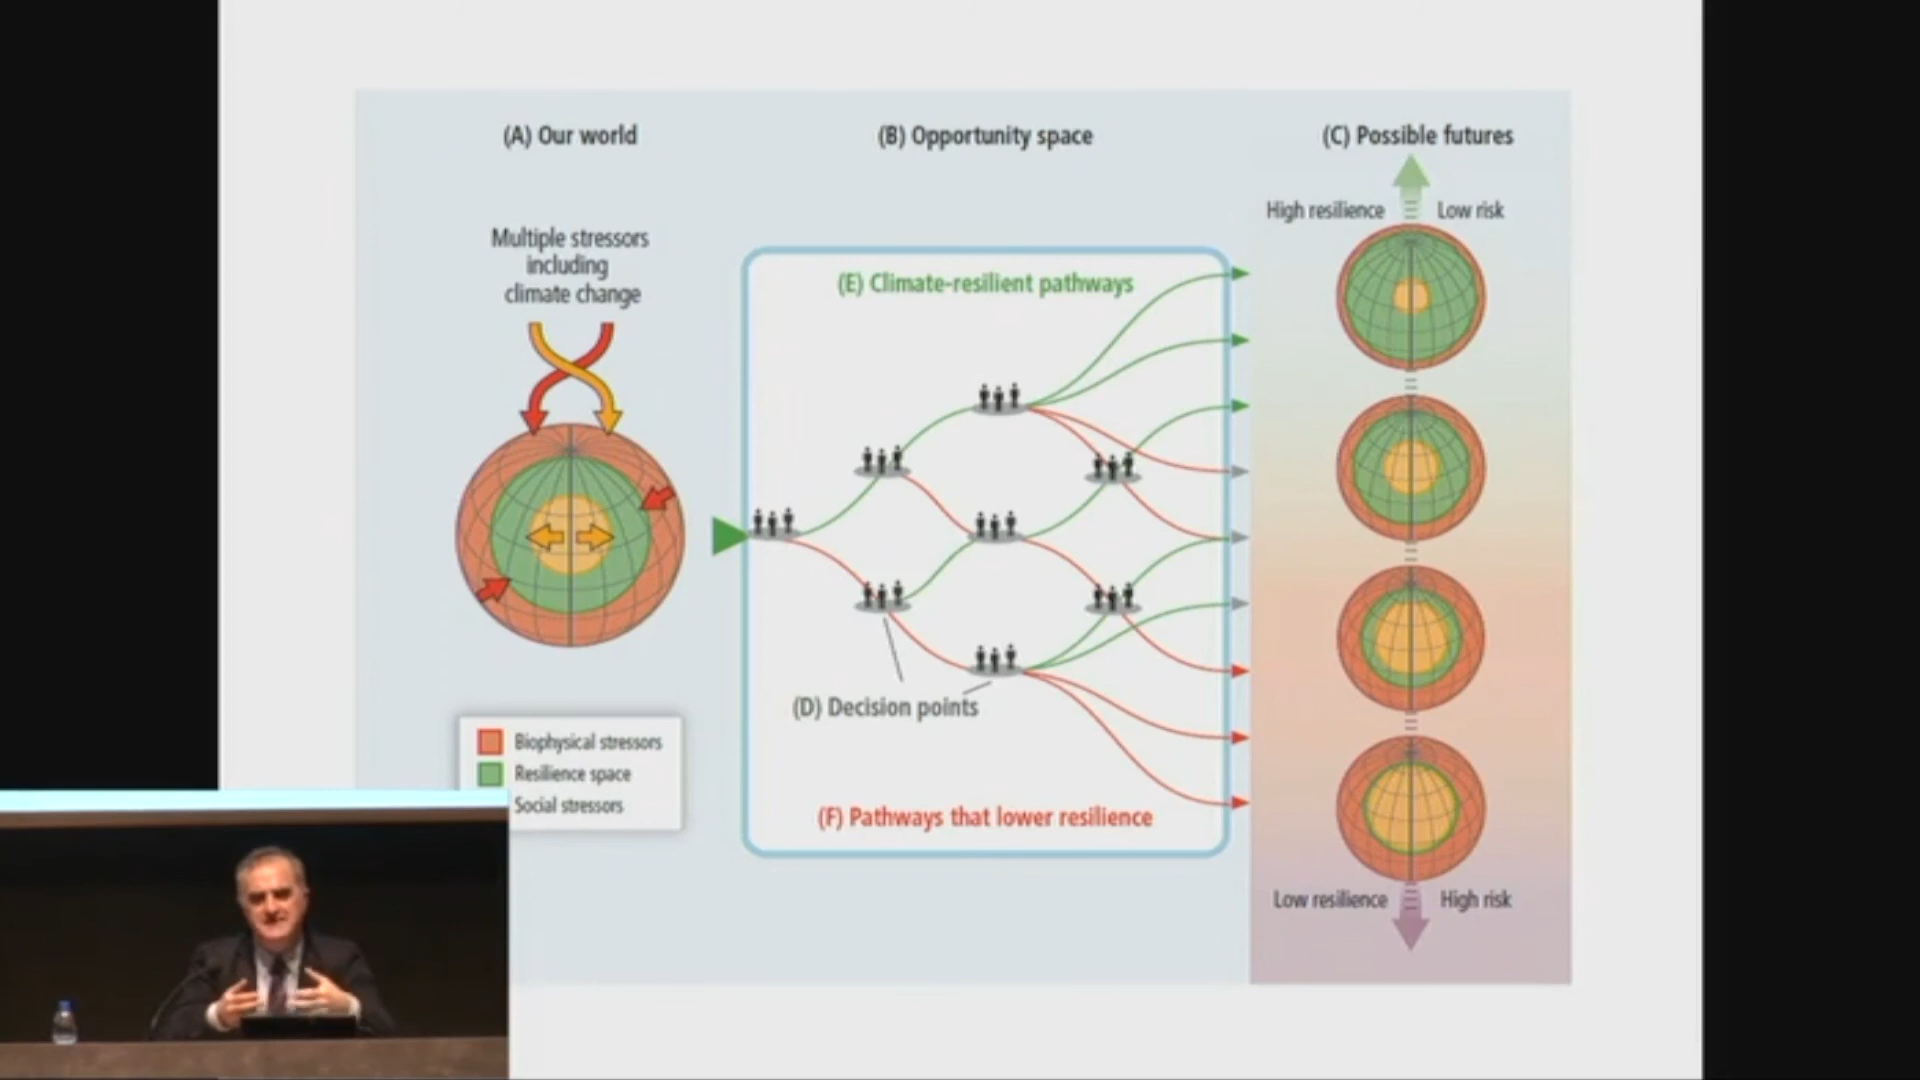 (A) Our world
(B) Opportunity space
(C) Possible futures
Multiple stressors
including
climate change
High resilience
Low risk
(E) Climate-resilient pathways
(D) Decision points
(F) Pathways that lower resilience
Biophysical stressors
Resilience space
Social stressors
Low resilience
High risk